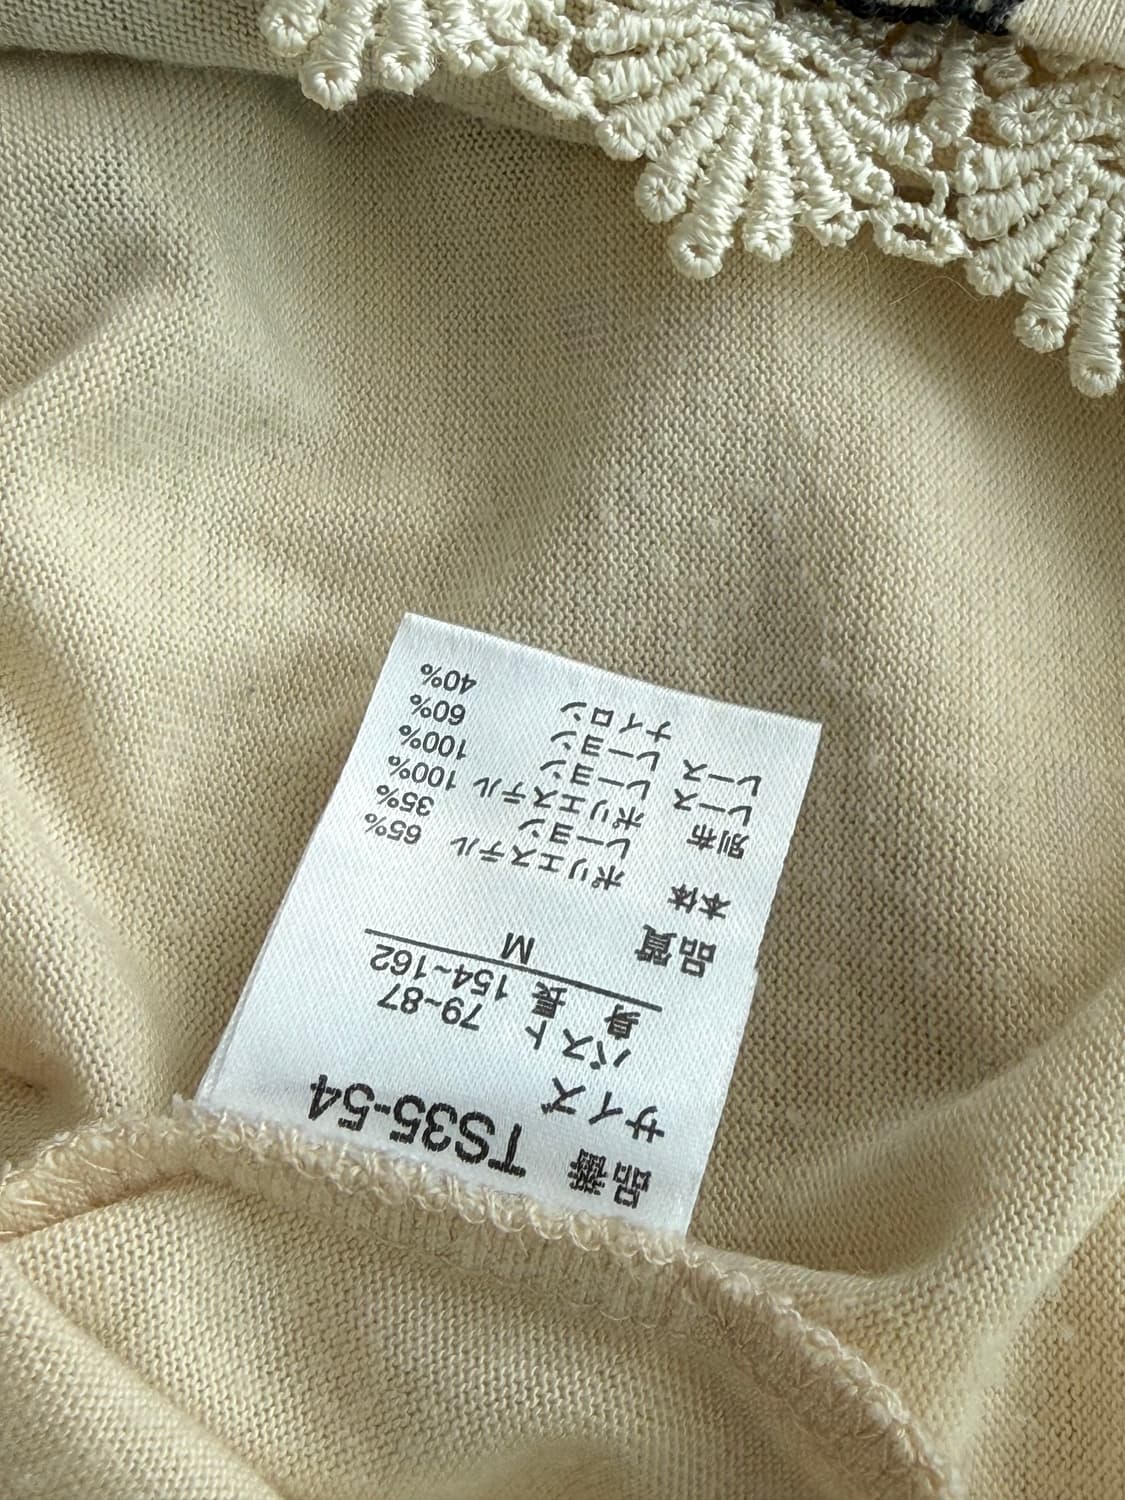 品番 TS35-54
サイズ
バスト 79~87
身 長 154~162
M
品質
本体 ポリエステル 65%
レーヨン 35%
別布 ポリエステル 100%
レース レーヨン 100%
レース レーヨン 60%
ナイロン 40%